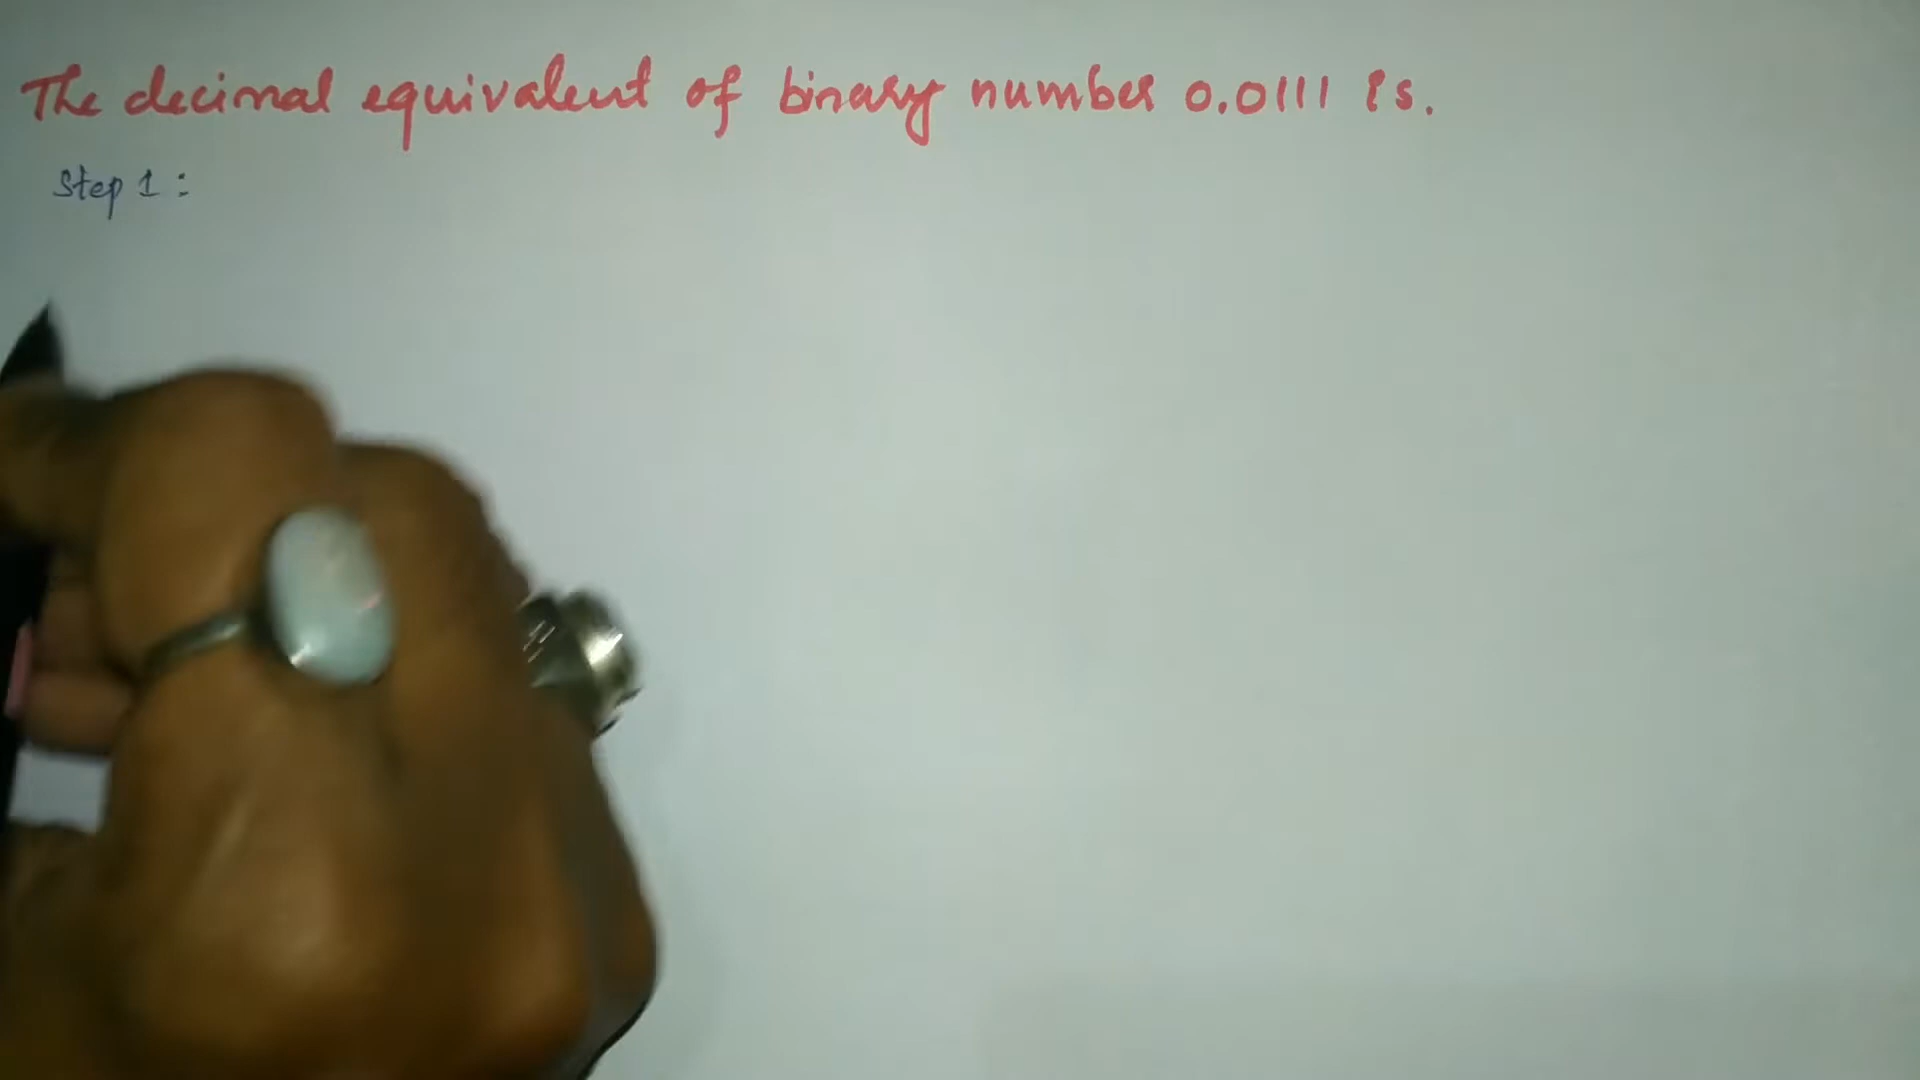 The decimal equivalent of binary number 0.0111 is.
Step 1: